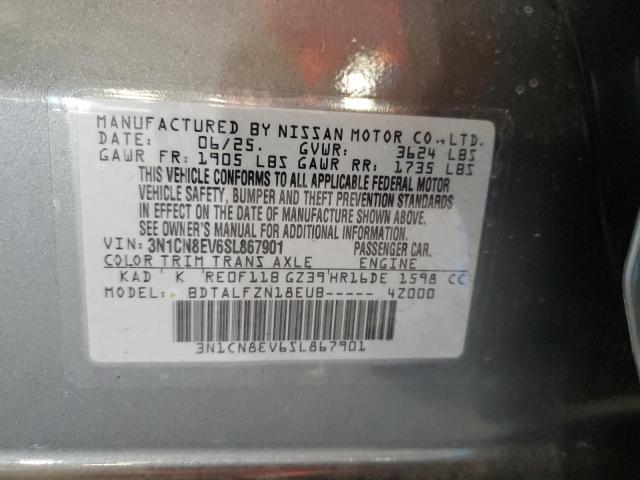 MANUFACTURED BY NISSAN MOTOR CO.,LTD.
DATE: 06/25. GVWR: 3624 LBS
GAWR FR: 1905 LBS GAWR RR: 1735 LBS
THIS VEHICLE CONFORMS TO ALL APPLICABLE FEDERAL MOTOR
VEHICLE SAFETY, BUMPER AND THEFT PREVENTION STANDARDS
IN EFFECT ON THE DATE OF MANUFACTURE SHOWN ABOVE.
SEE OWNER'S MANUAL FOR ADDITIONAL INFORMATION
VIN: 3N1CN8EV6SL867901 PASSENGER CAR.
COLOR TRIM TRANS AXLE ENGINE
KAD K RE0F11B GZ39 HR16DE 1598 CC
MODEL: BDTALFZN18EUB----- 4Z000
3N1CN8EV6SL867901